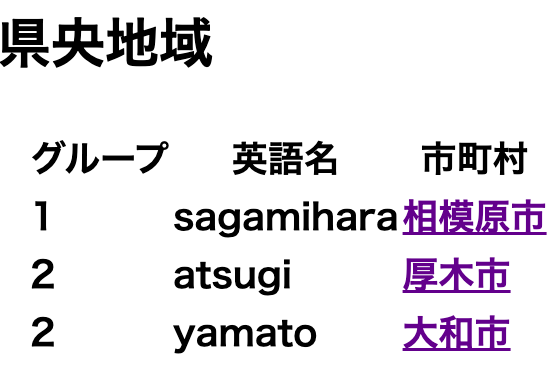 県央地域
グループ 英語名 市町村
1 sagamihara 相模原市
2 atsugi 厚木市
2 yamato 大和市